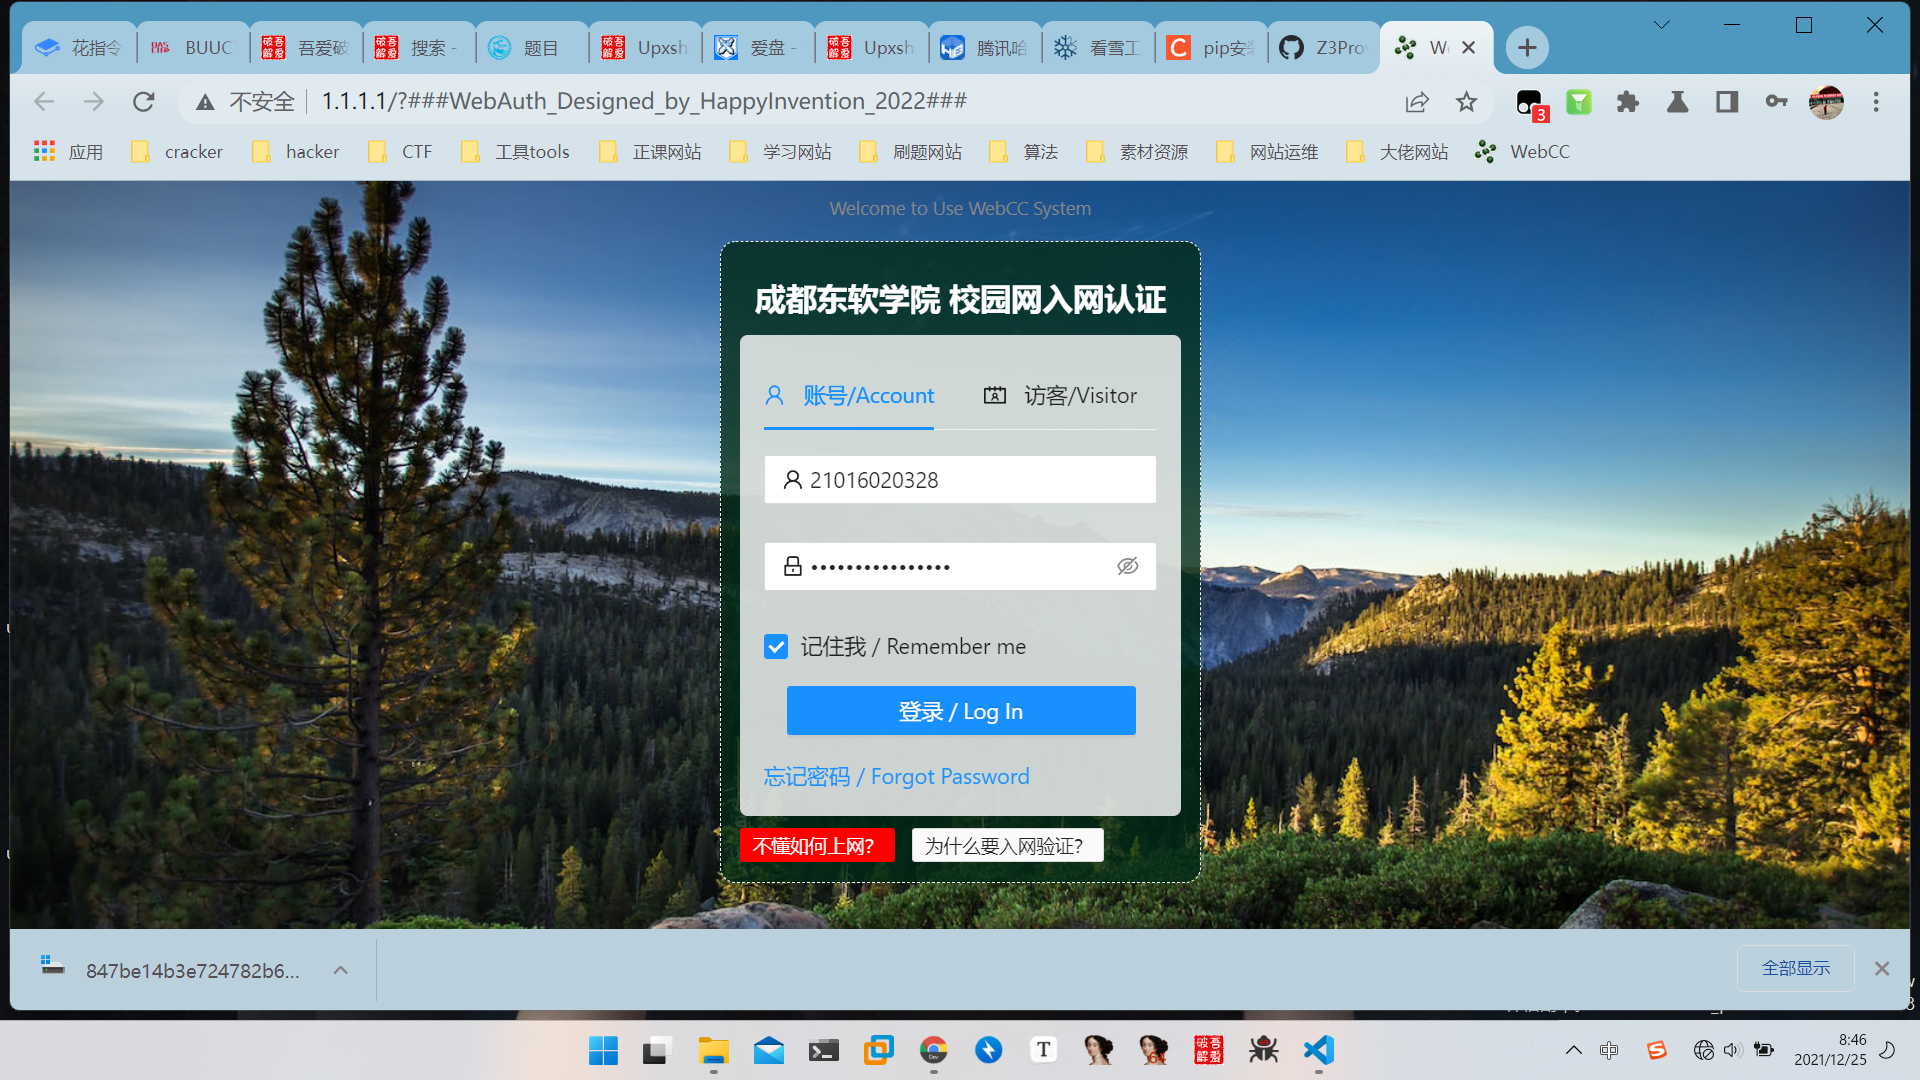 花指令
BUUC
吾爱破
搜索 -
题目
Upxsh
爱盘 -
Upxsh
腾讯哈
看雪工
pip安装
Z3Prov
不安全
1.1.1.1/?###WebAuth_Designed_by_HappyInvention_2022###
3
应用
cracker
hacker
CTF
工具tools
正课网站
学习网站
刷题网站
算法
素材资源
网站运维
大佬网站
WebCC
Welcome to Use WebCC System
成都东软学院 校园网入网认证
账号/Account
访客/Visitor
21016020328
••••••••••••••••
记住我 / Remember me
登录 / Log In
忘记密码 / Forgot Password
不懂如何上网?
为什么要入网验证?
847be14b3e724782b6...
全部显示
中
8:46
2021/12/25